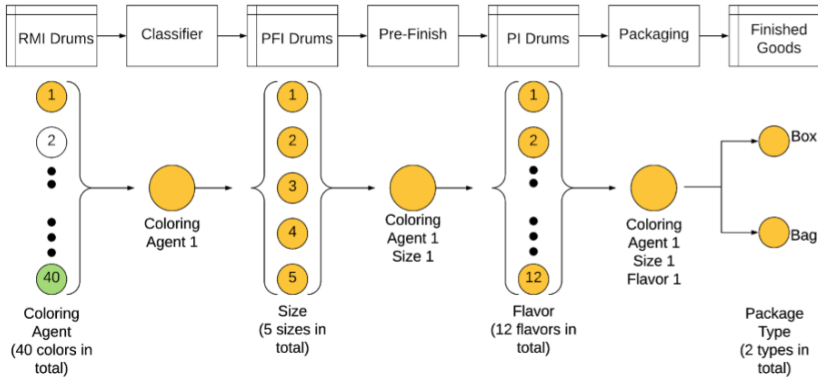 RMI Drums
Classifier
PFI Drums
Pre-Finish
PI Drums
Packaging
Finished
Goods
1
2
40
Coloring
Agent
(40 colors in
total)
Coloring
Agent 1
1
2
3
4
5
Size
(5 sizes in
total)
Coloring
Agent 1
Size 1
1
2
12
Flavor
(12 flavors in
total)
Coloring
Agent 1
Size 1
Flavor 1
Box
Bag
Package
Type
(2 types in
total)